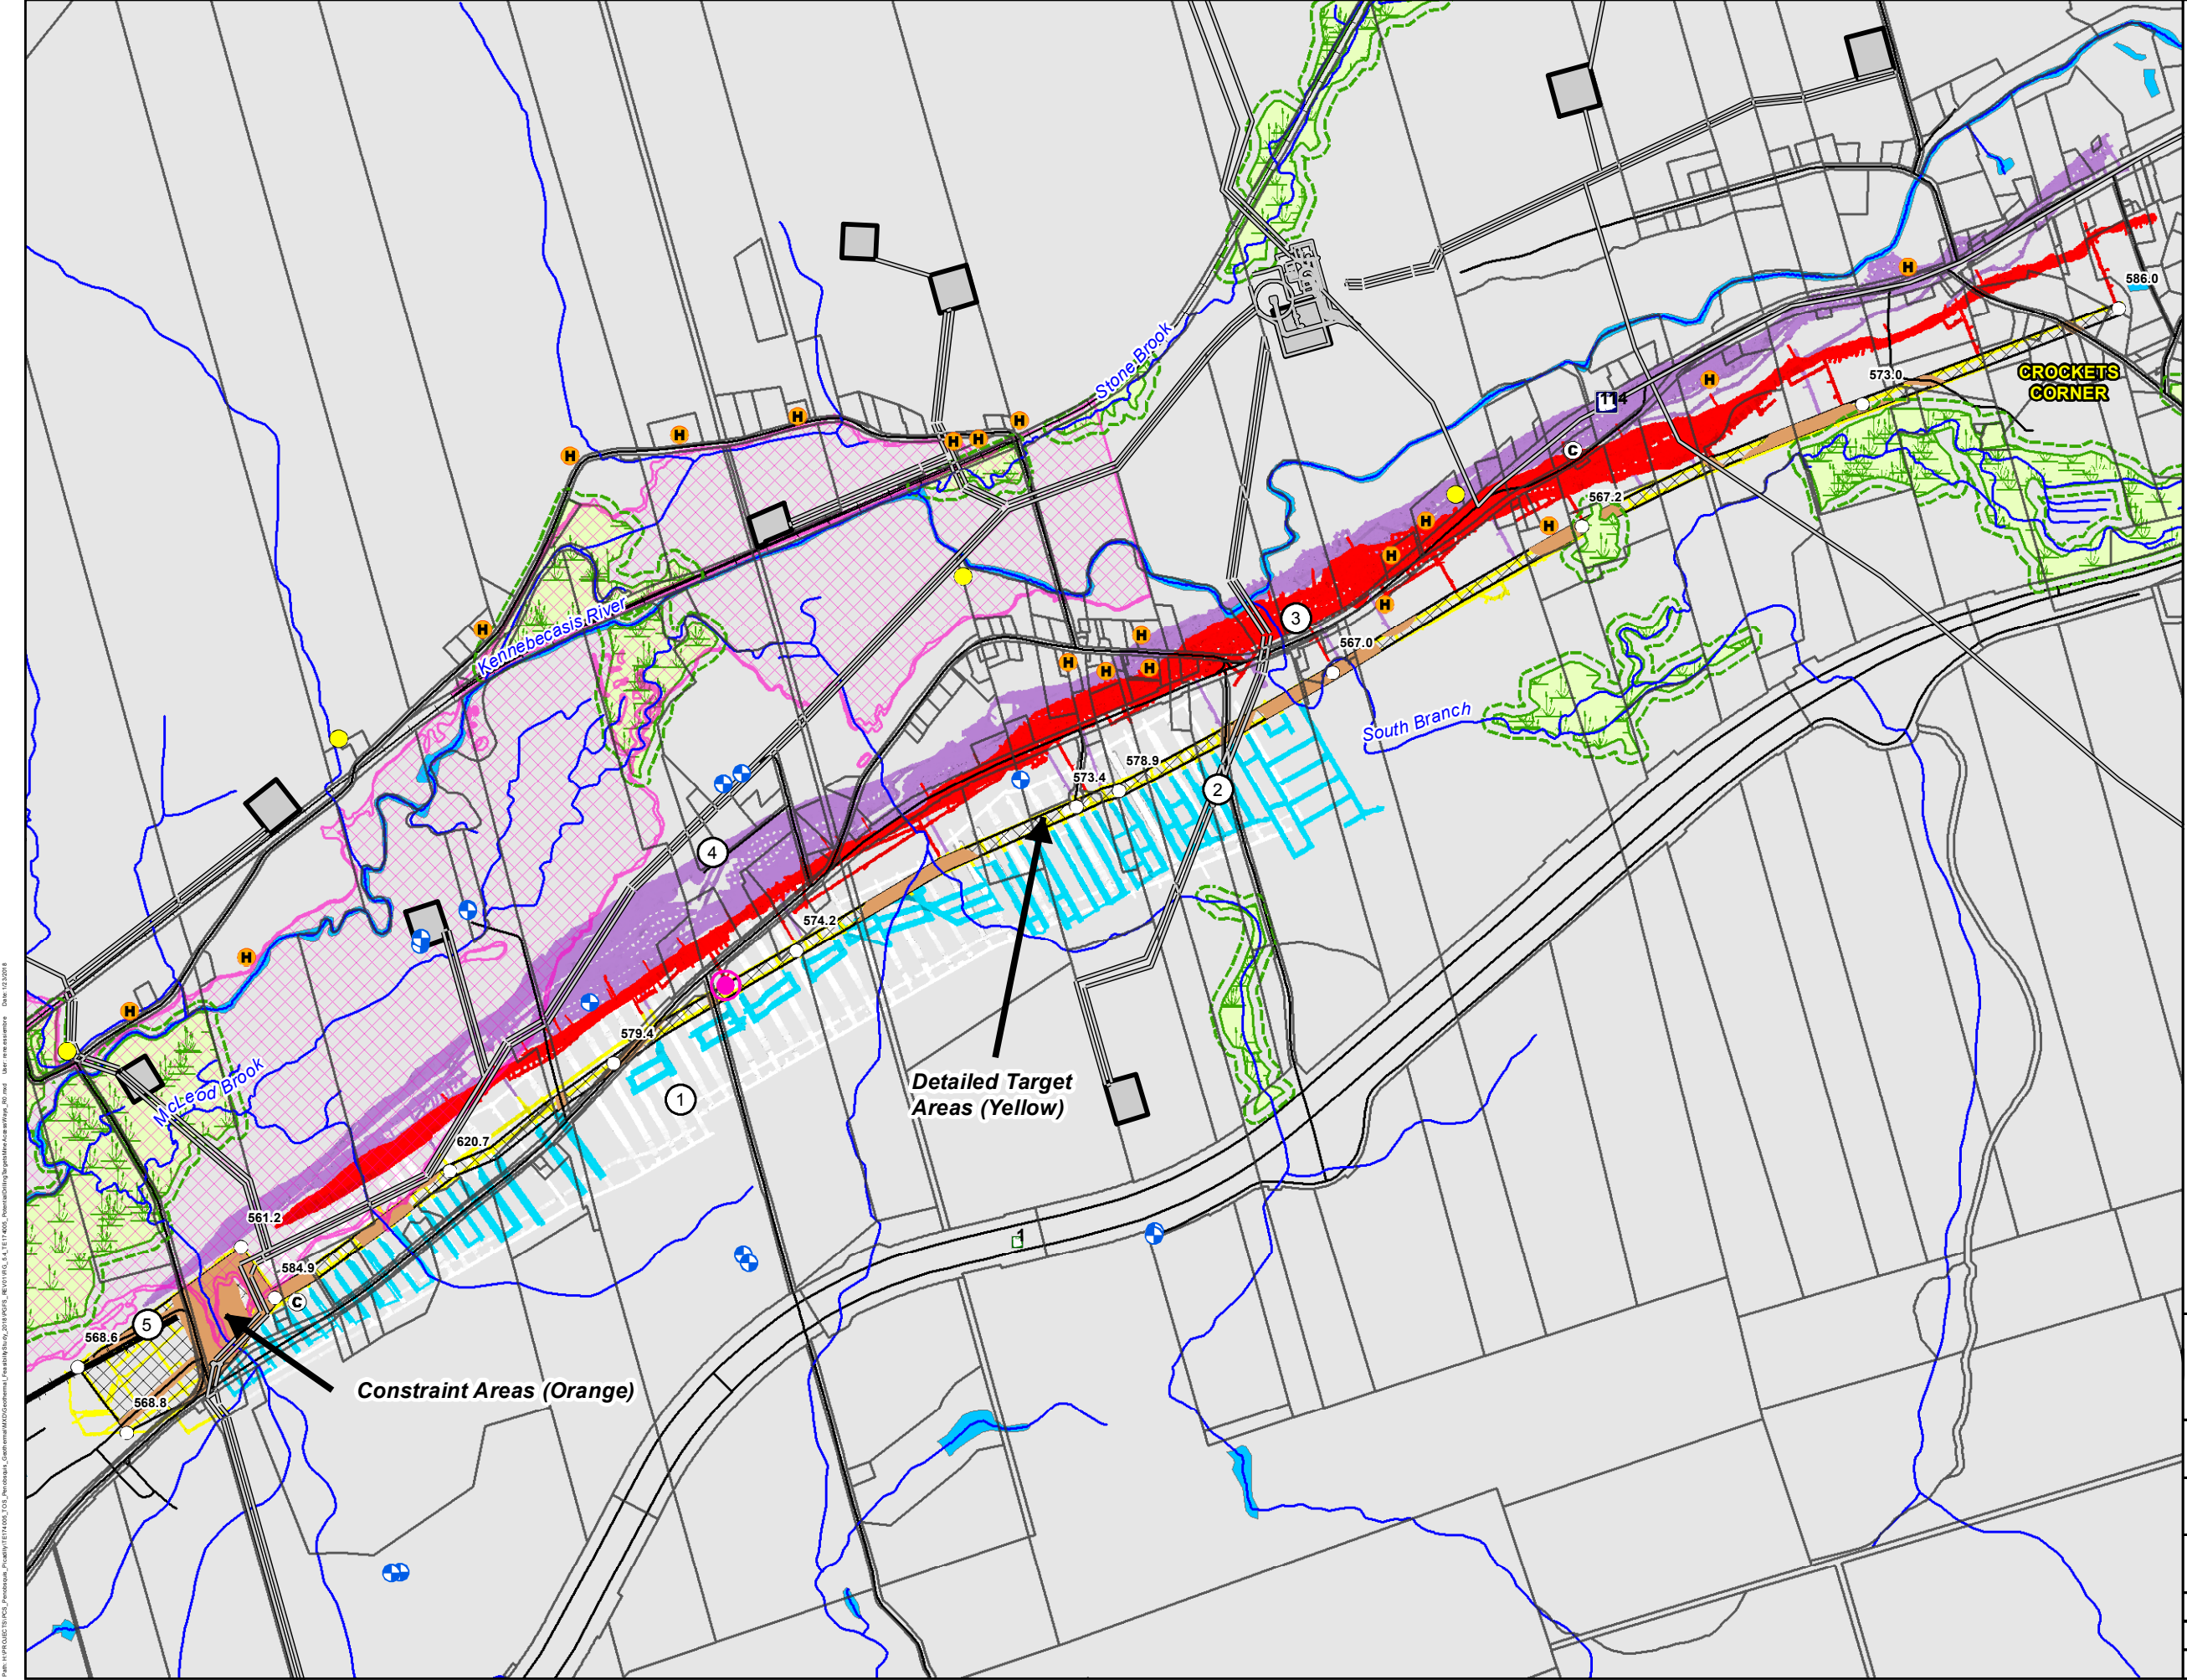 586.0
Stone Brook
CROCKETS
CORNER
573.0
114
C
H
H
H
H
H
H
H
H
567.2
H
H
H
H
Kennebecasis River
H
3
H
H
H
H
H
567.0
South Branch
578.9
573.4
2
4
574.2
H
H
579.4
McLeod Brook
1
Detailed Target
Areas (Yellow)
620.7
561.2
1
584.9
C
5
568.6
Constraint Areas (Orange)
568.8